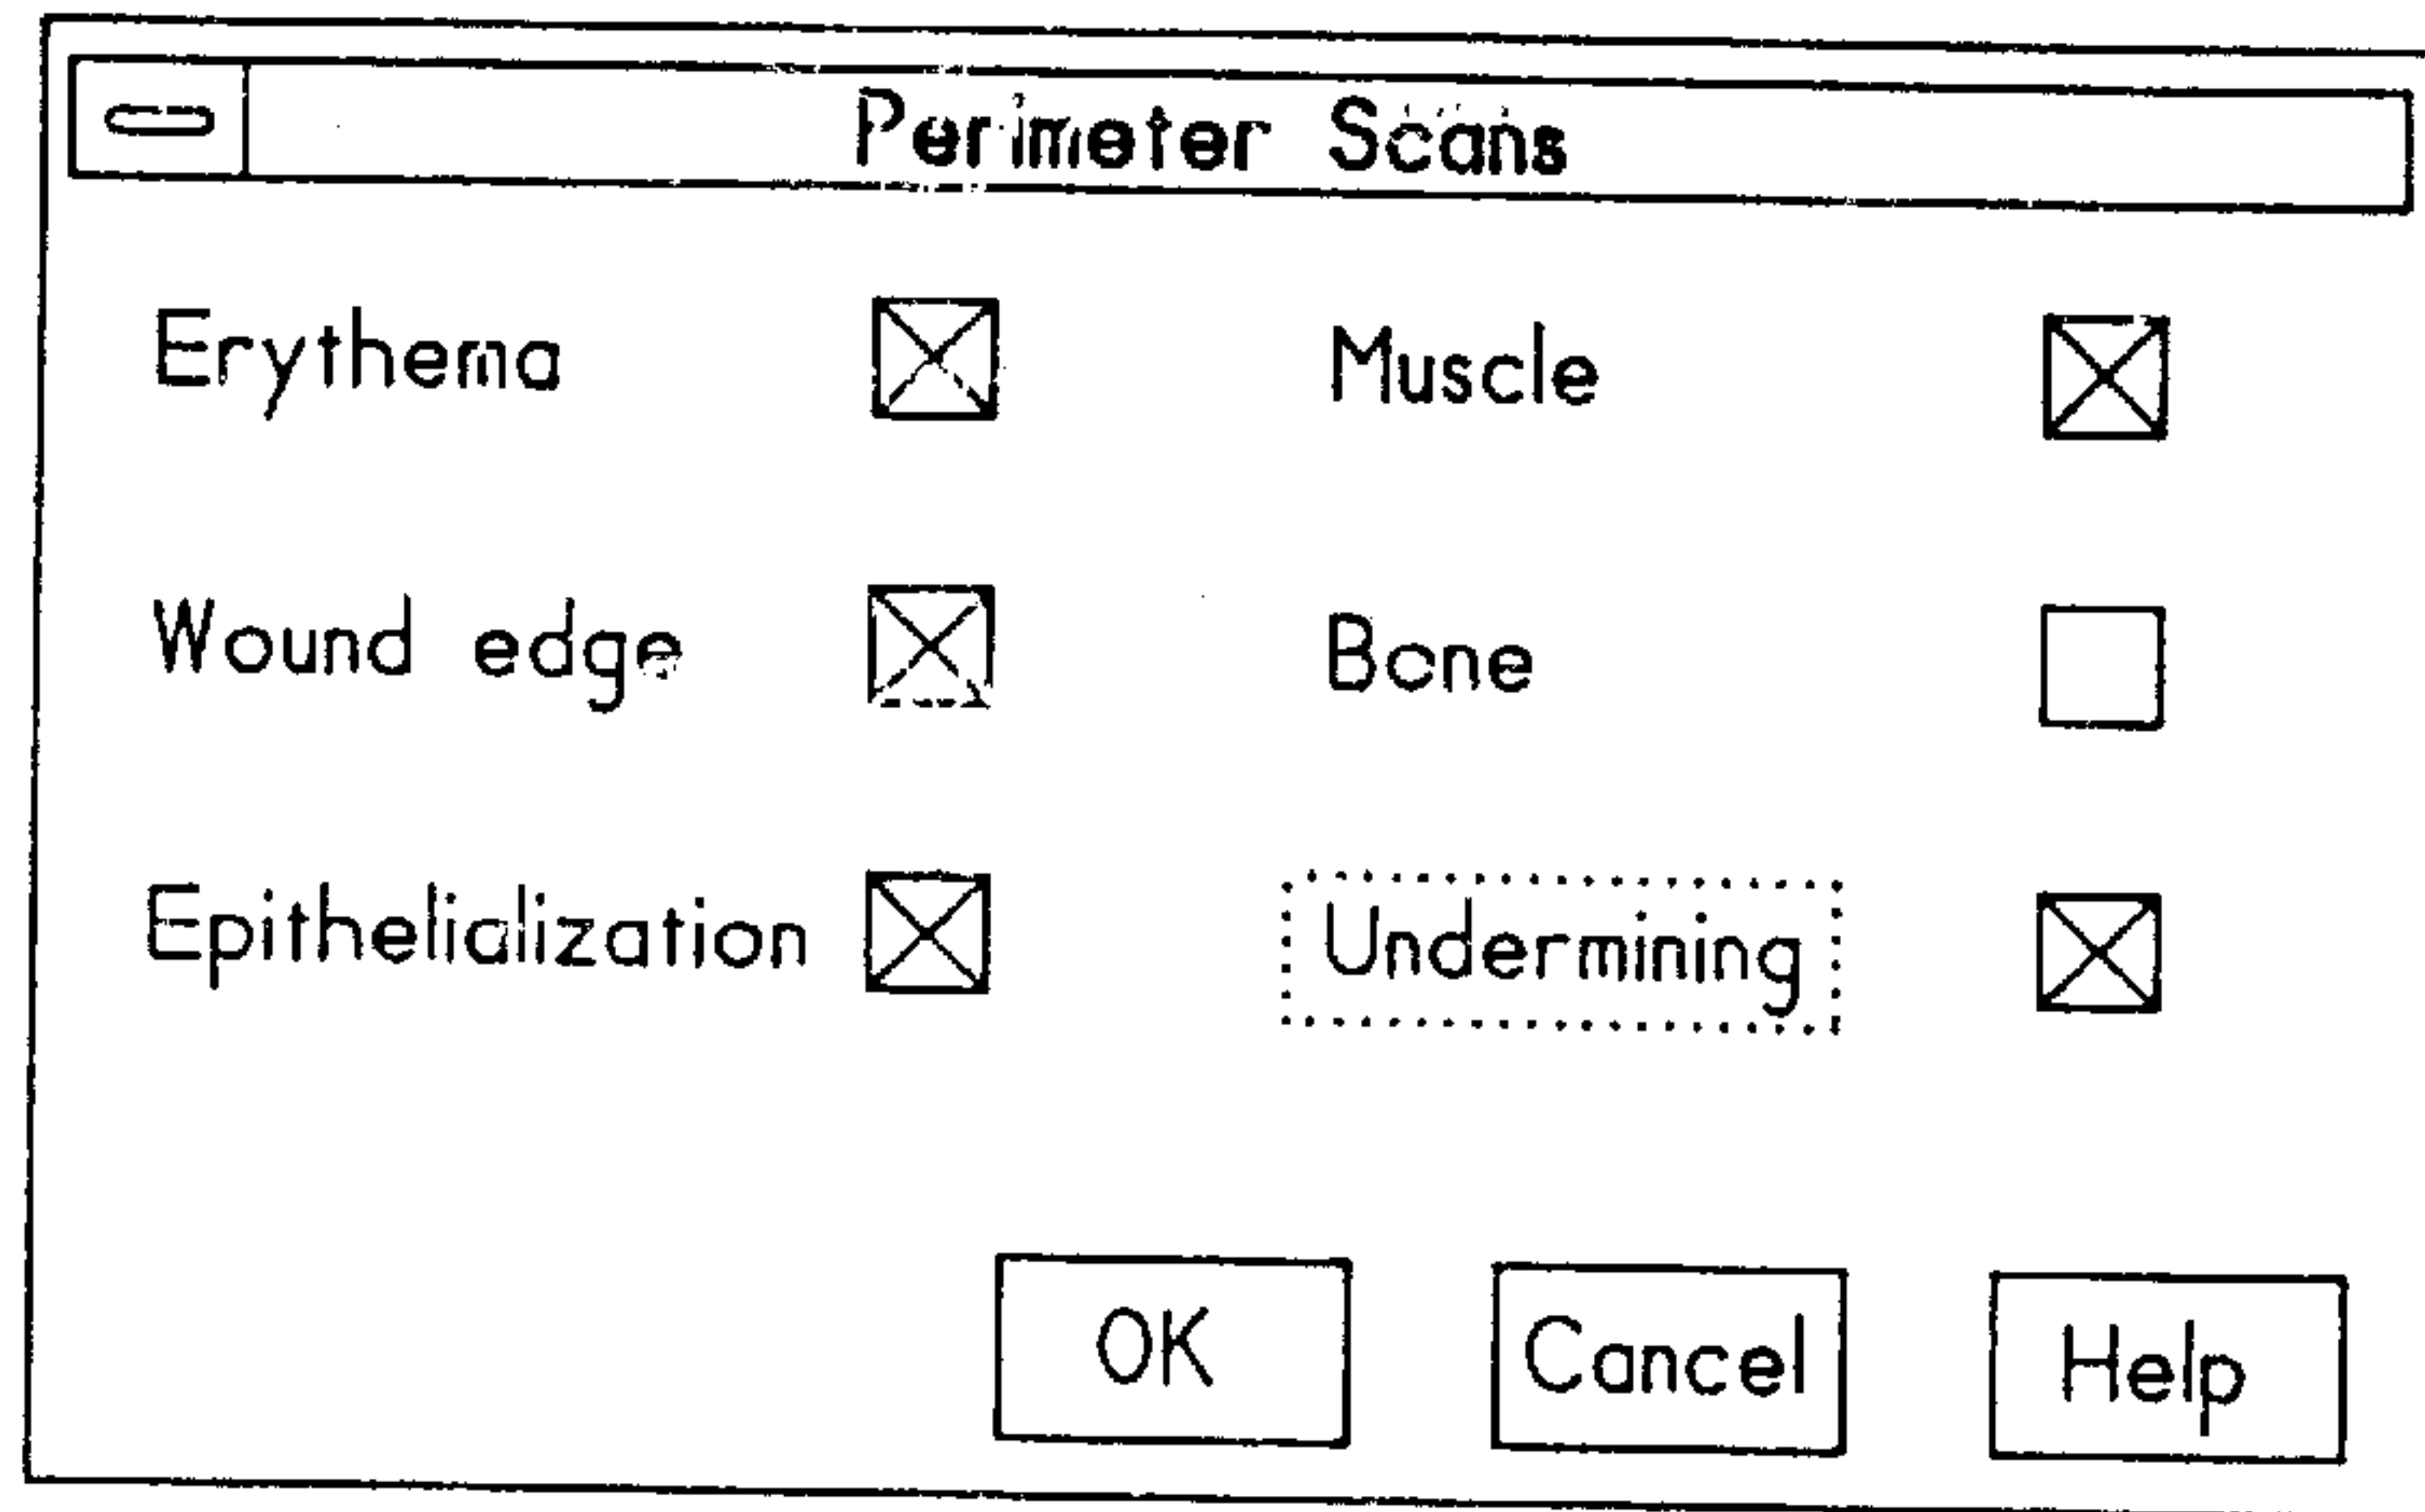 Perimeter Scans
Erythema Muscle
Wound edge Bone
Epithelialization Undermining
OK Cancel Help